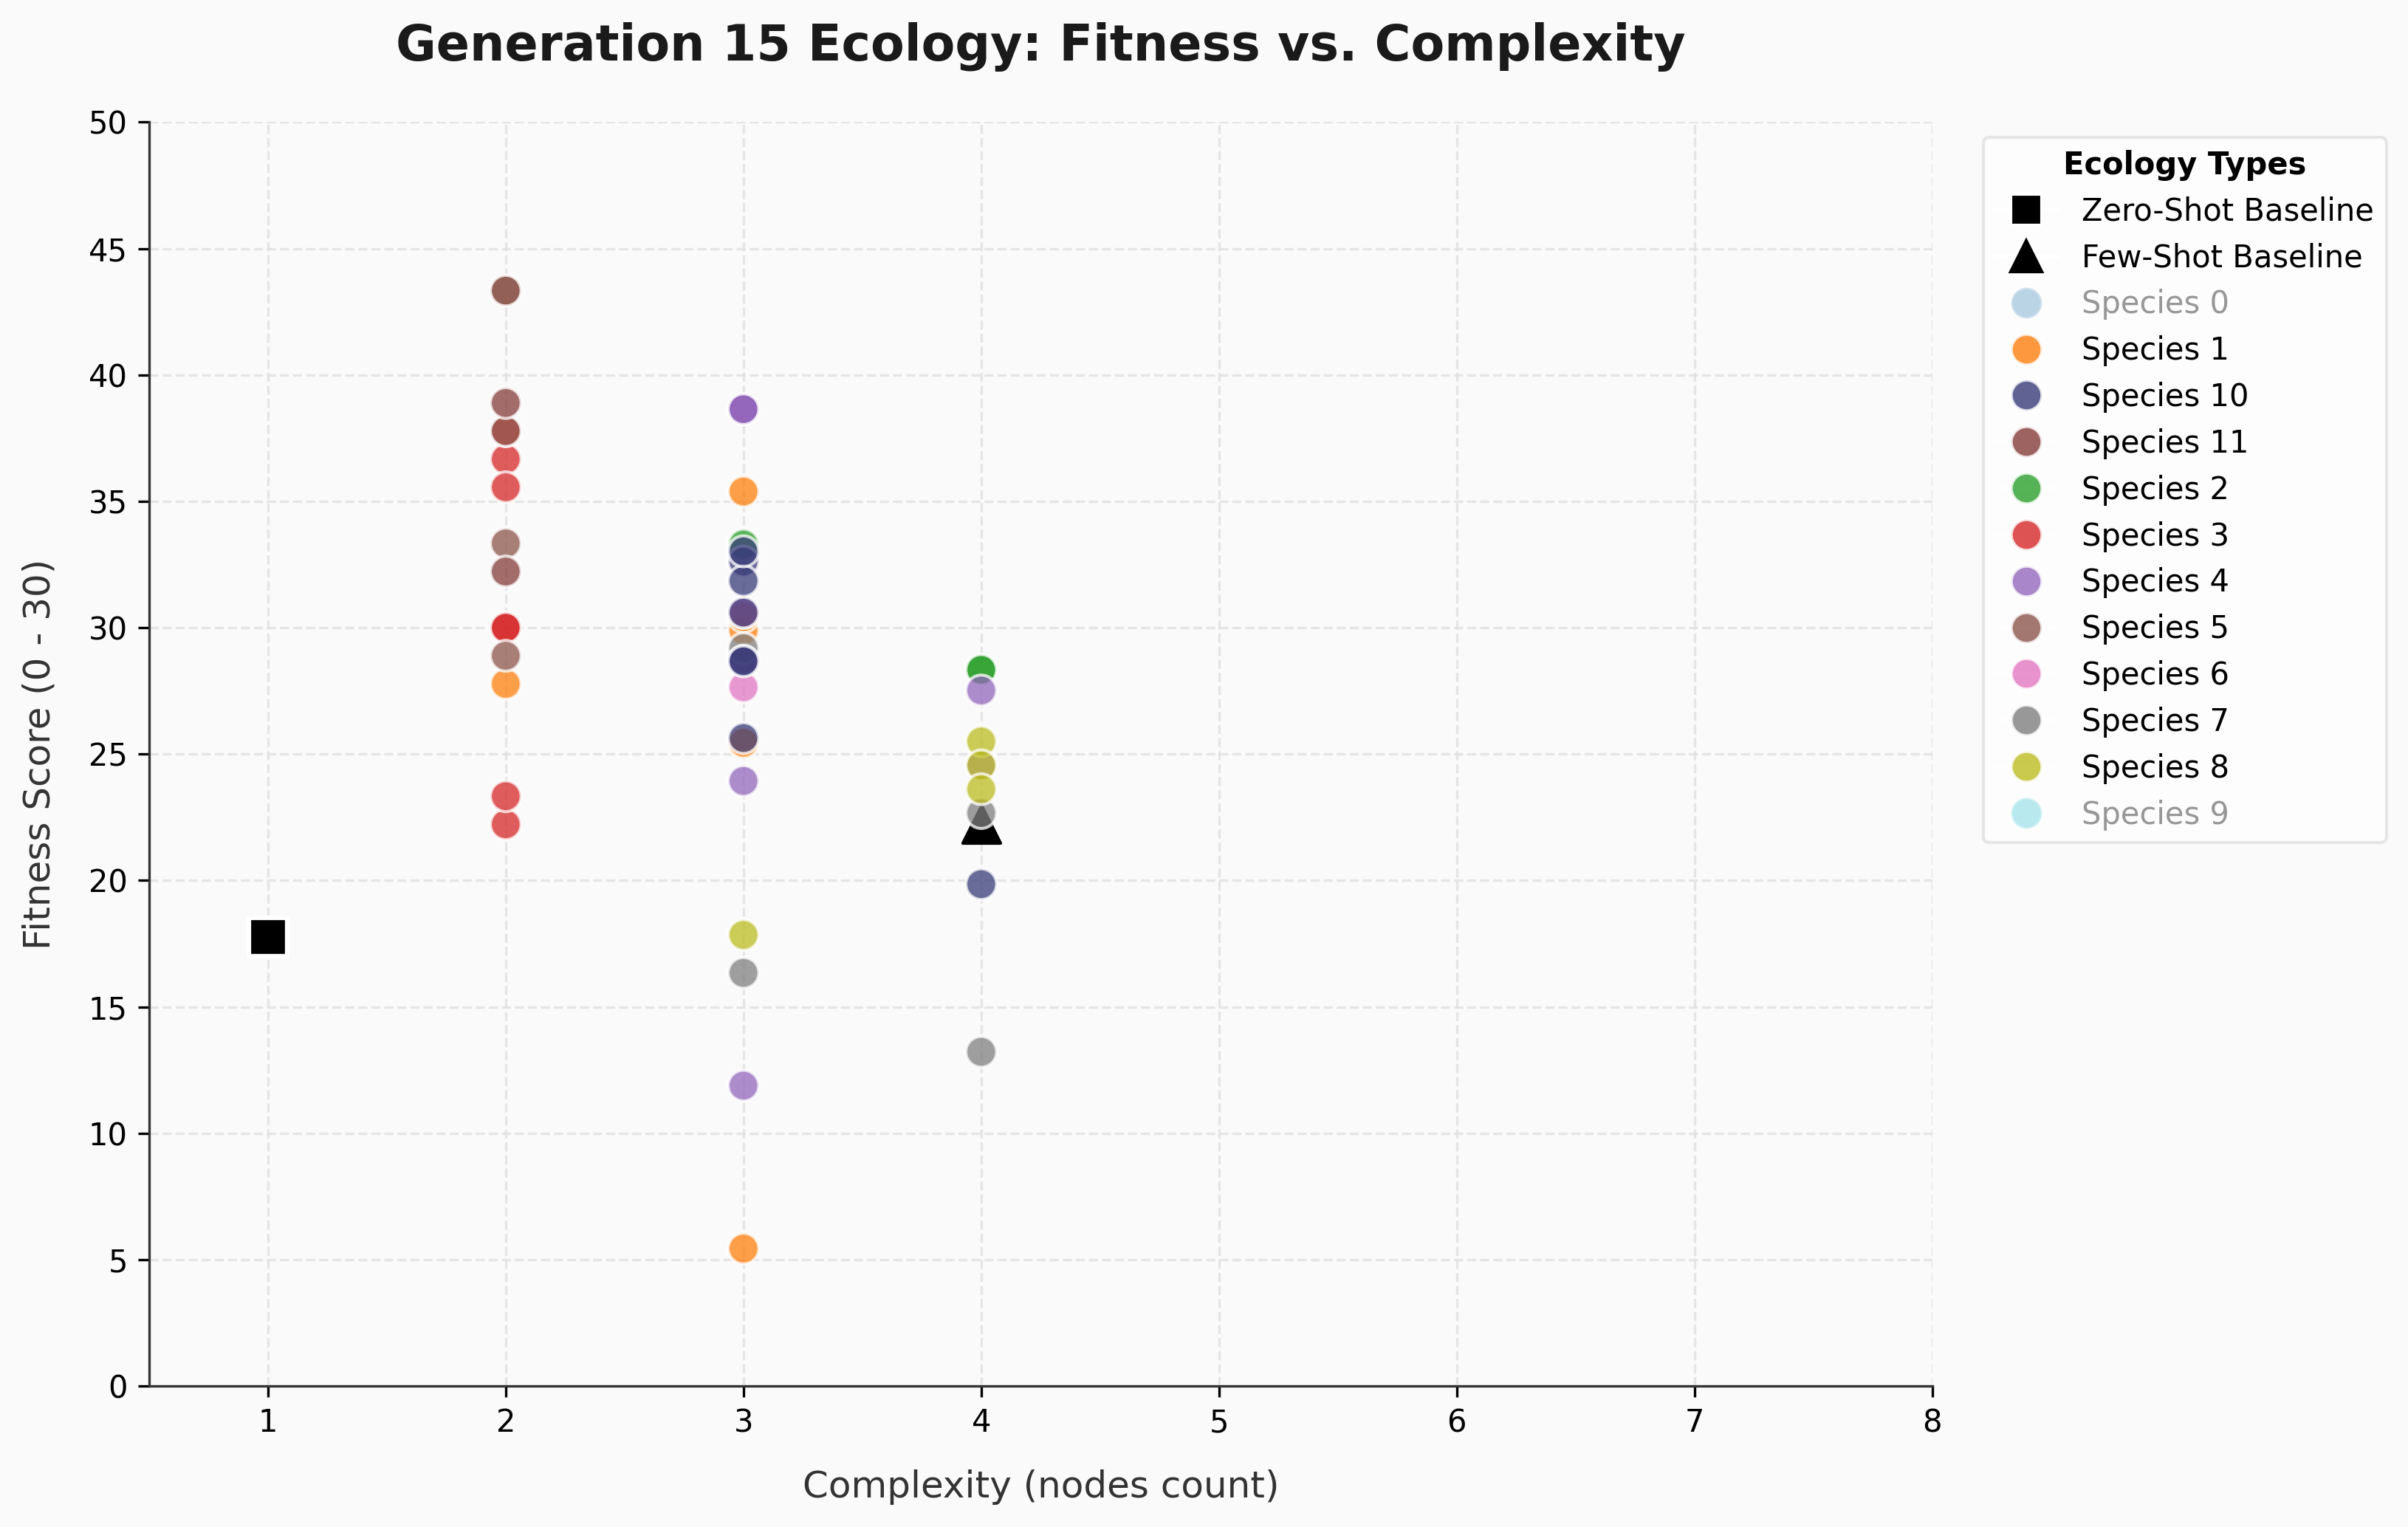 Generation 15 Ecology: Fitness vs. Complexity
Fitness Score (0 - 30)
50
45
40
35
30
25
20
15
10
5
0
1
2
3
4
5
6
7
8
Complexity (nodes count)
Ecology Types
Zero-Shot Baseline
Few-Shot Baseline
Species 0
Species 1
Species 10
Species 11
Species 2
Species 3
Species 4
Species 5
Species 6
Species 7
Species 8
Species 9